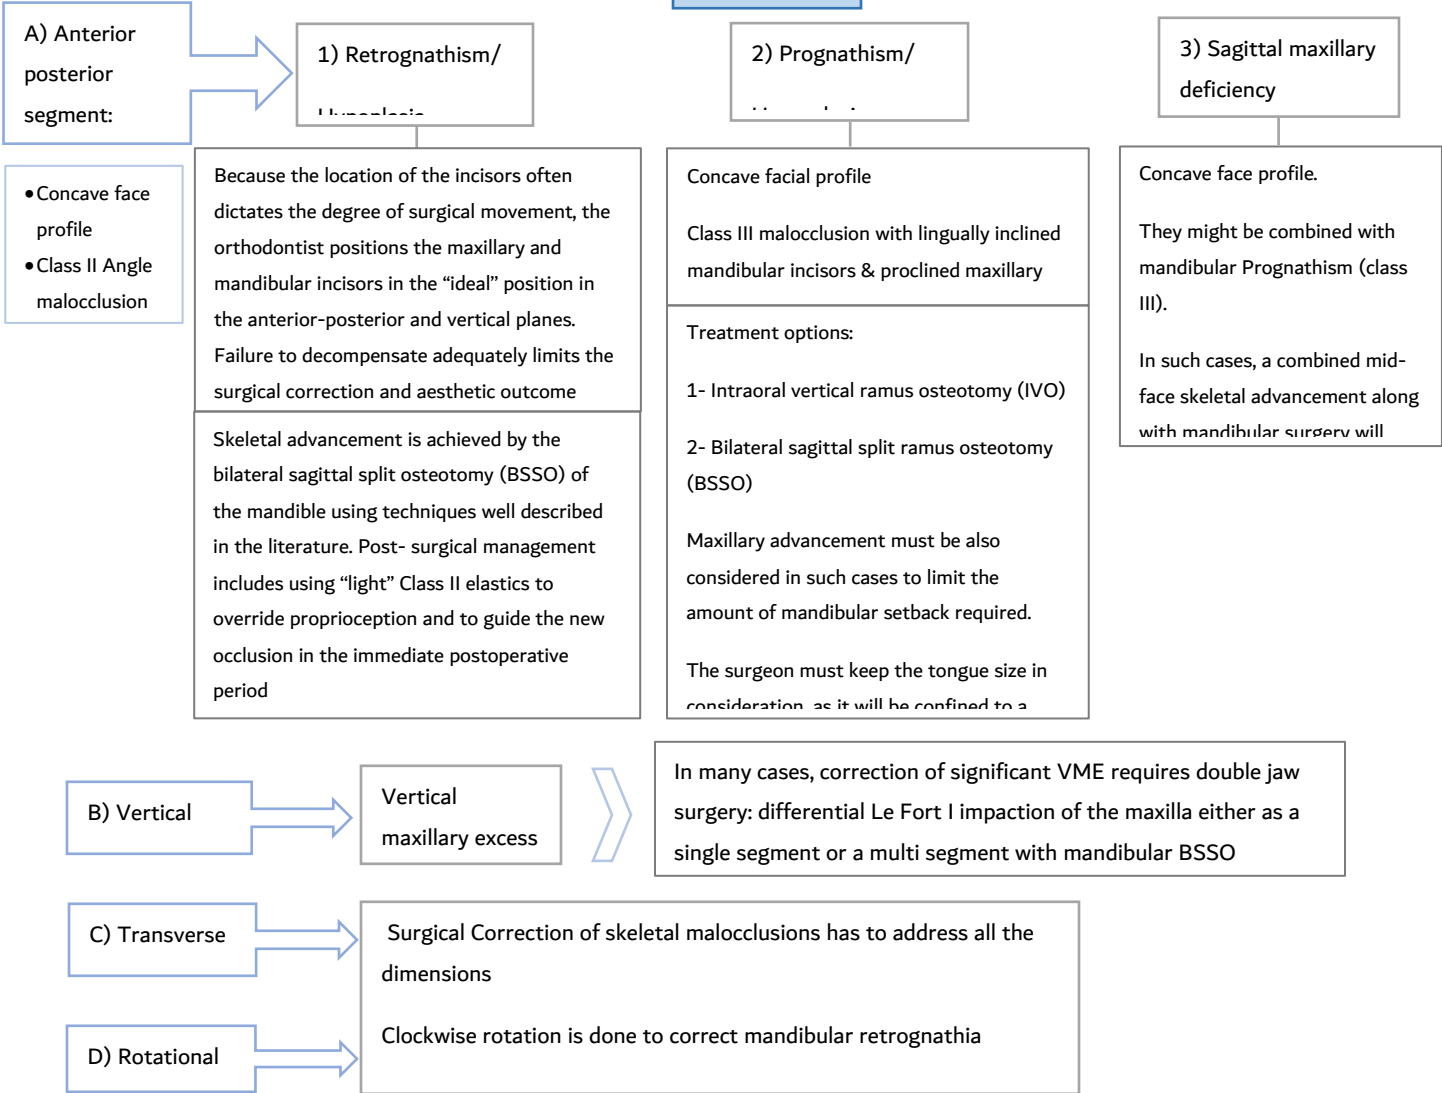 A) Anterior
posterior
segment:
1) Retrognathism/
2) Prognathism/
3) Sagittal maxillary
deficiency
•Concave face
profile
•Class II Angle
malocclusion
Because the location of the incisors often
dictates the degree of surgical movement, the
orthodontist positions the maxillary and
mandibular incisors in the “ideal” position in
the anterior-posterior and vertical planes.
Failure to decompensate adequately limits the
surgical correction and aesthetic outcome
Skeletal advancement is achieved by the
bilateral sagittal split osteotomy (BSSO) of
the mandible using techniques well described
in the literature. Post- surgical management
includes using “light” Class II elastics to
override proprioception and to guide the new
occlusion in the immediate postoperative
period
Concave facial profile
Class III malocclusion with lingually inclined
mandibular incisors & proclined maxillary
Treatment options:
1- Intraoral vertical ramus osteotomy (IVO)
2- Bilateral sagittal split ramus osteotomy
(BSSO)
Maxillary advancement must be also
considered in such cases to limit the
amount of mandibular setback required.
The surgeon must keep the tongue size in
consideration, as it will be confined to a
Concave face profile.
They might be combined with
mandibular Prognathism (class
III).
In such cases, a combined mid-
face skeletal advancement along
with mandibular surgery will
B) Vertical
Vertical
maxillary excess
In many cases, correction of significant VME requires double jaw
surgery: differential Le Fort I impaction of the maxilla either as a
single segment or a multi segment with mandibular BSSO
C) Transverse
D) Rotational
Surgical Correction of skeletal malocclusions has to address all the
dimensions
Clockwise rotation is done to correct mandibular retrognathia